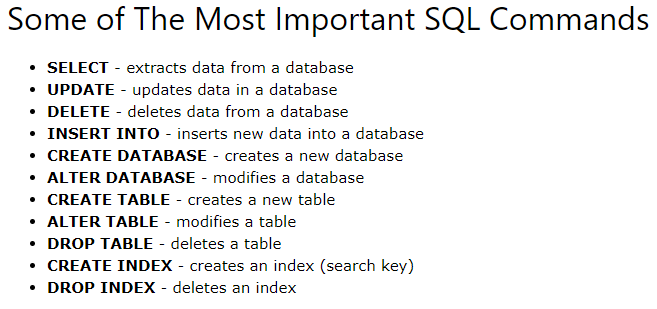 Some of The Most Important SQL Commands
• SELECT - extracts data from a database
• UPDATE - updates data in a database
• DELETE - deletes data from a database
• INSERT INTO - inserts new data into a database
• CREATE DATABASE - creates a new database
• ALTER DATABASE - modifies a database
• CREATE TABLE - creates a new table
• ALTER TABLE - modifies a table
• DROP TABLE - deletes a table
• CREATE INDEX - creates an index (search key)
• DROP INDEX - deletes an index